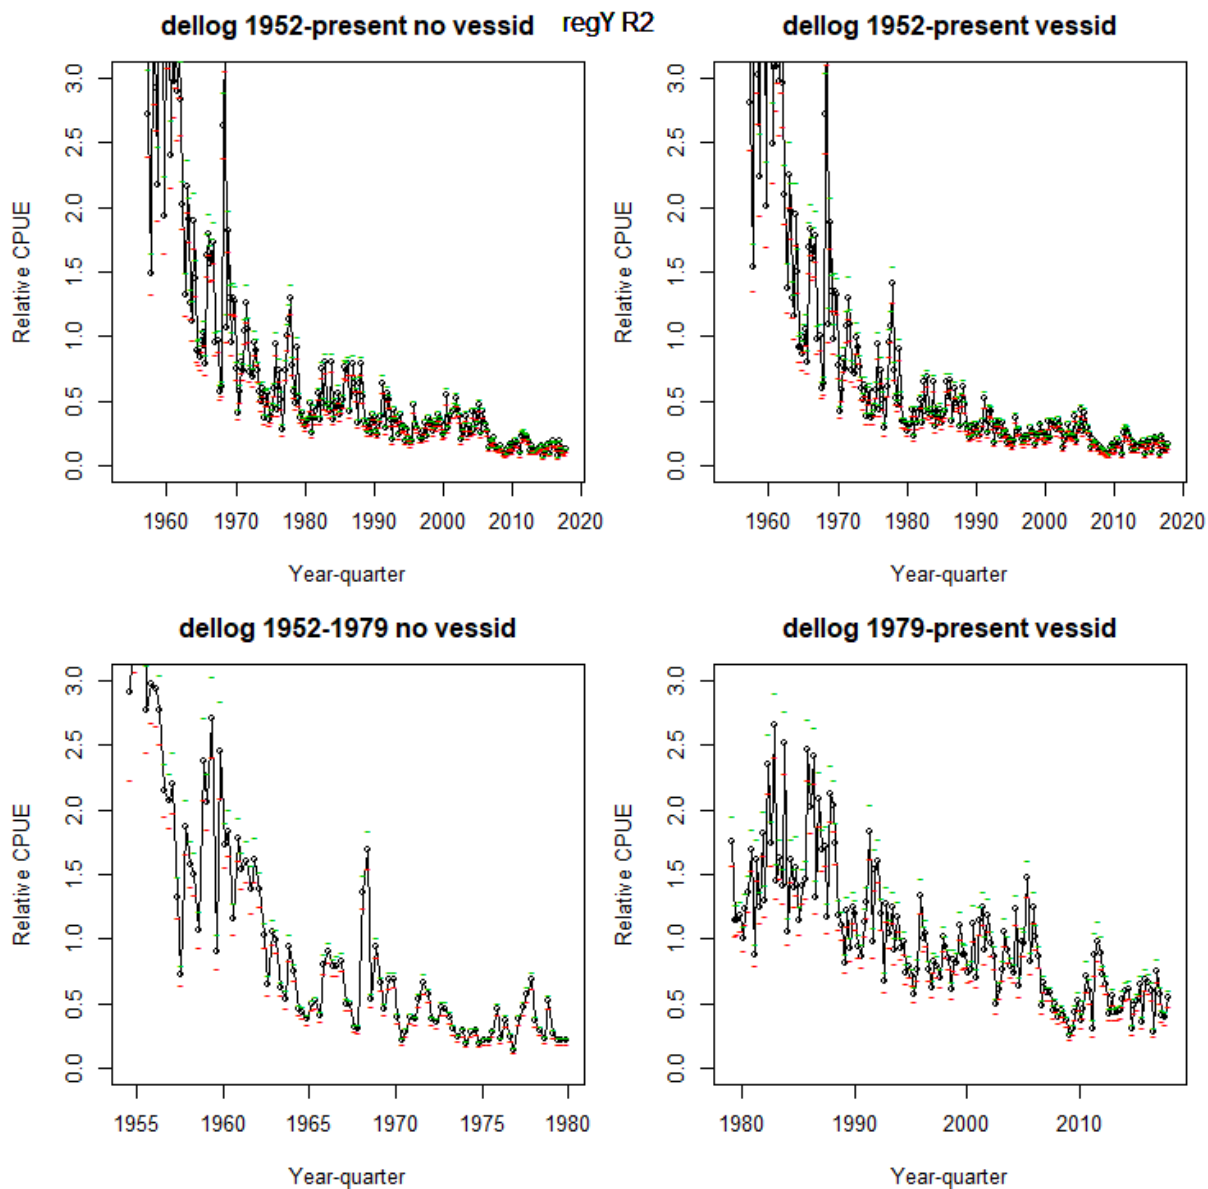 dellog 1952-present no vessid regY R2 dellog 1952-present vessid
Relative CPUE
0.0 0.5 1.0 1.5 2.0 2.5 3.0
1960 1970 1980 1990 2000 2010 2020
Year-quarter
Relative CPUE
0.0 0.5 1.0 1.5 2.0 2.5 3.0
1960 1970 1980 1990 2000 2010 2020
Year-quarter
dellog 1952-1979 no vessid
Relative CPUE
0.0 0.5 1.0 1.5 2.0 2.5 3.0
1955 1960 1965 1970 1975 1980
Year-quarter
dellog 1979-present vessid
Relative CPUE
0.0 0.5 1.0 1.5 2.0 2.5 3.0
1980 1990 2000 2010
Year-quarter